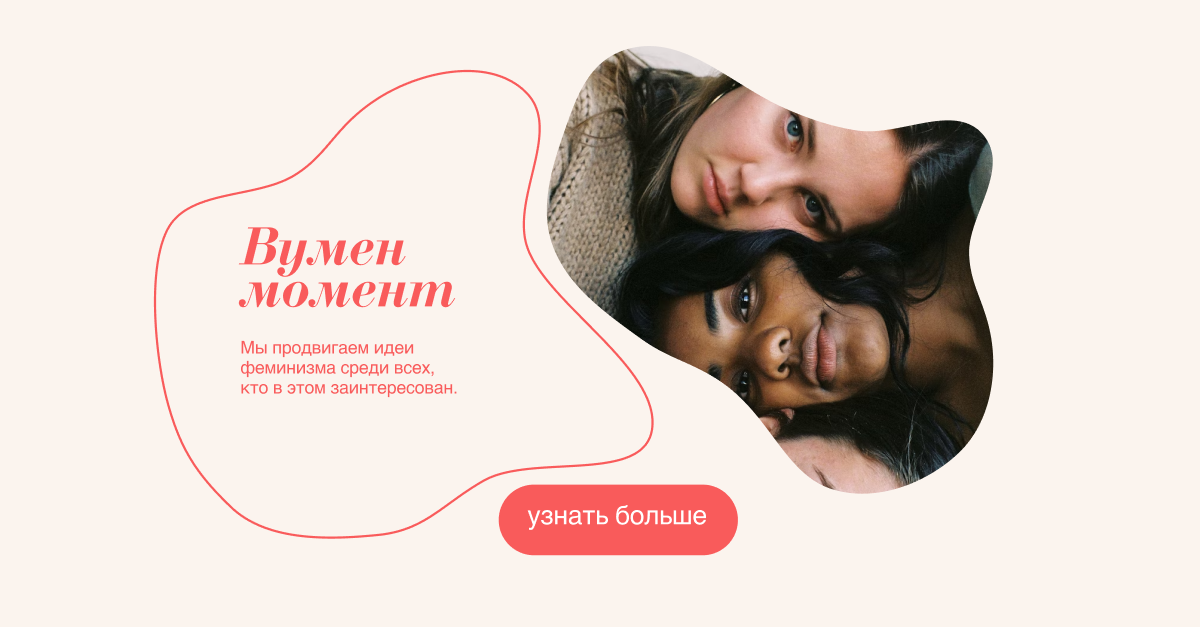 Вумен
момент
Мы продвигаем идеи
феминизма среди всех,
кто в этом заинтересован.
узнать больше